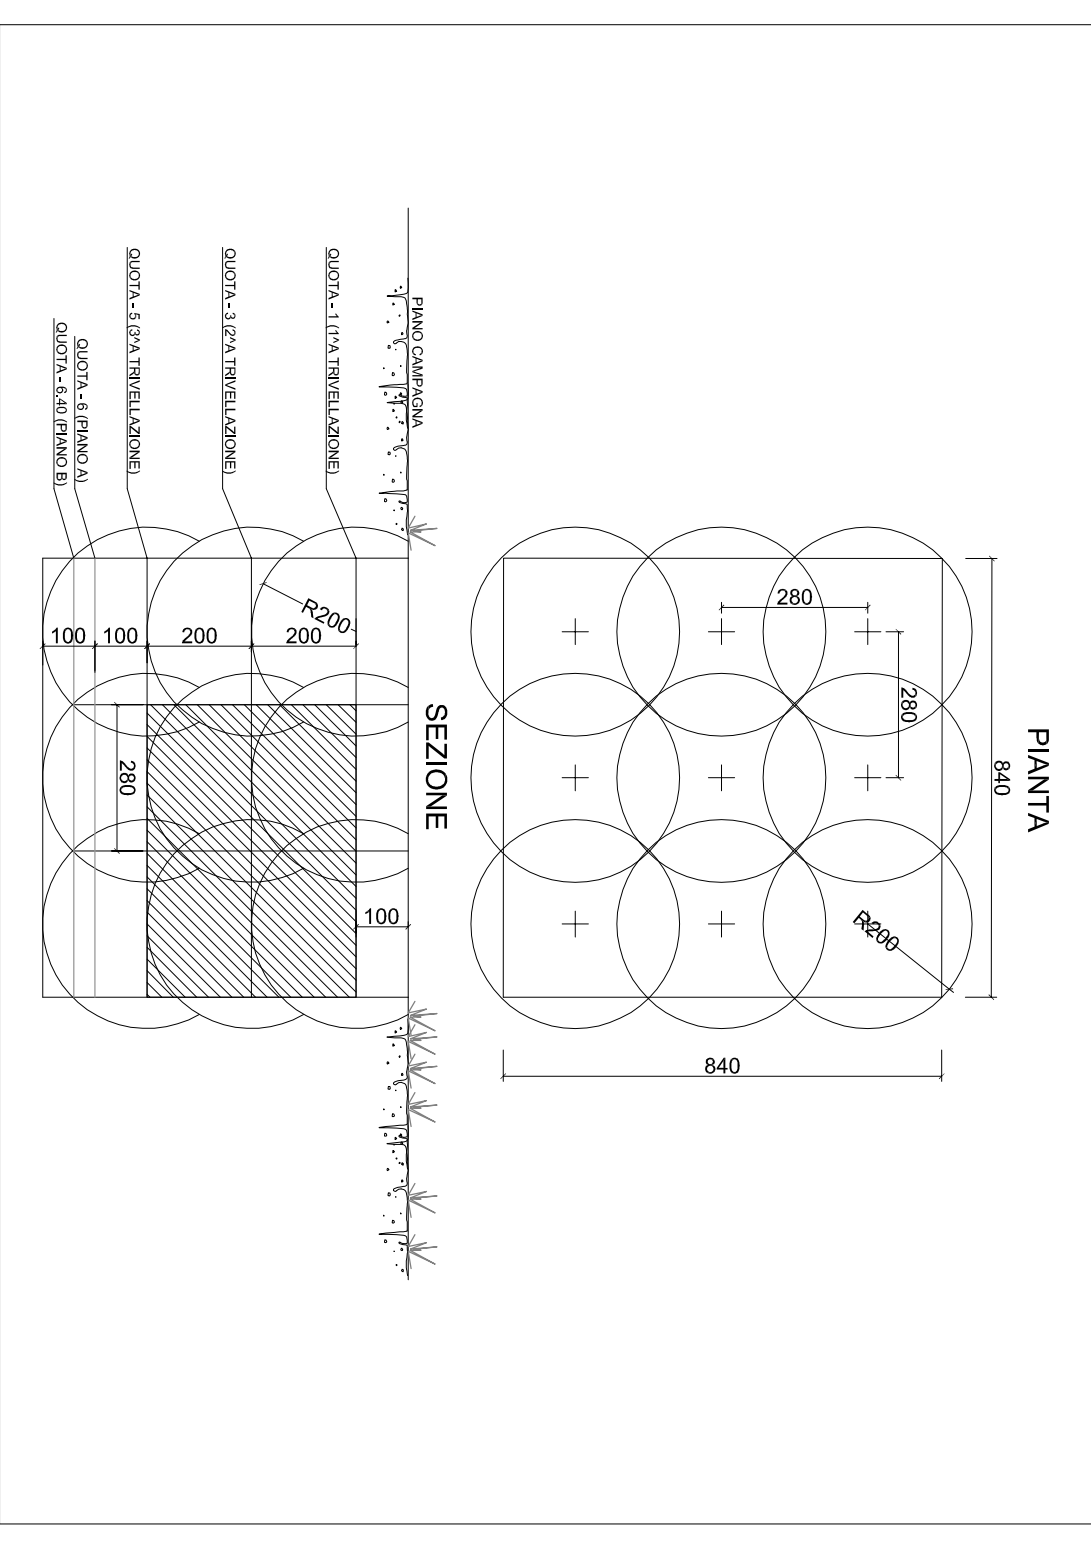 PIANTA
840
280
280
R200
840
SEZIONE
PIANO CAMPAGNA
QUOTA - 1 (1^A TRIVELLAZIONE)
QUOTA - 3 (2^A TRIVELLAZIONE)
QUOTA - 5 (3^A TRIVELLAZIONE)
QUOTA - 6 (PIANO A)
QUOTA - 6.40 (PIANO B)
R200
100
100
200
200
280
100